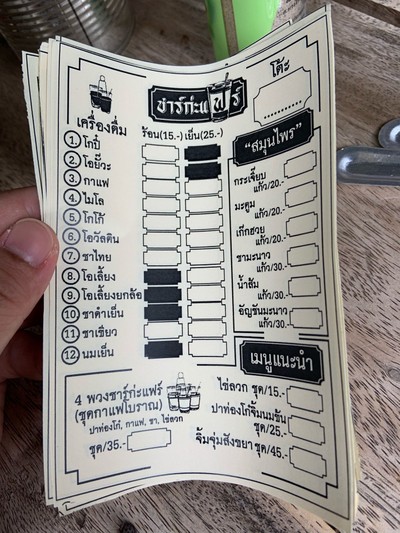 ชาร์ก่ะแฟร์
โต๊ะ
เครื่องดื่ม
ร้อน(15.-) เย็น(25.-)
1. โกปี๋
2. โอยั๊วะ
3. กาแฟ
4. ไมโล
5. โกโก้
6. โอวัลติน
7. ชาไทย
8. โอเลี้ยง
9. โอเลี้ยงยกล้อ
10. ชาดำเย็น
11. ชาเขียว
12. นมเย็น
"สมุนไพร"
กระเจี๊ยบ
แก้ว/20.-
มะตูม
แก้ว/20.-
เก๊กฮวย
แก้ว/20.-
ชามะนาว
แก้ว/30.-
น้ำส้ม
แก้ว/30.-
อัญชันมะนาว
แก้ว/30.-
เมนูแนะนำ
4 พวงชาร์ก่ะแฟร์
(ชุดกาแฟโบราณ)
ปาท่องโก๋, กาแฟ, ชา, ไข่ลวก
ชุด/35.-
ไข่ลวก ชุด/15.-
ปาท่องโก๋จิ้มนมข้น
ชุด/25.-
จิ้มจุ่มสังขยา ชุด/45.-